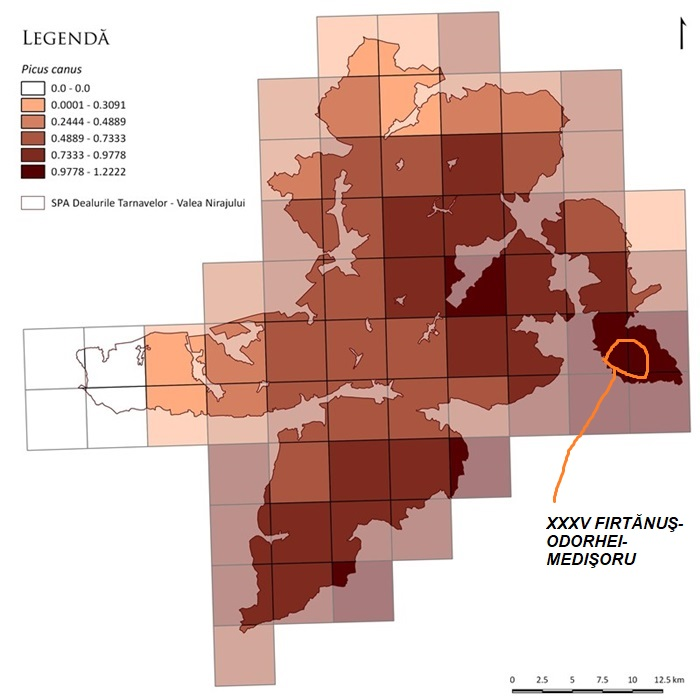 LEGENDĂ
Picus canus
0.0 - 0.0
0.0001 - 0.3091
0.2444 - 0.4889
0.4889 - 0.7333
0.7333 - 0.9778
0.9778 - 1.2222
SPA Dealurile Tarnavelor - Valea Nirajului
XXXV FIRTĂNUŞ-
ODORHEI-
MEDIŞORU
0 2.5 5 7.5 10 12.5 km